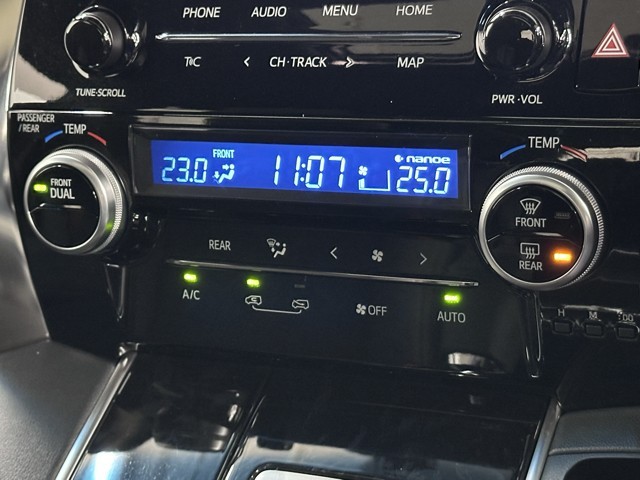 PHONE AUDIO MENU HOME
CH·TRACK MAP
TUNE·SCROLL
PWR·VOL
PASSENGER
/REAR
TEMP
FRONT
nanoe
TEMP
23.0 11:07 25.0
FRONT
DUAL
FRONT
REAR
REAR
A/C
OFF
AUTO
H M :00